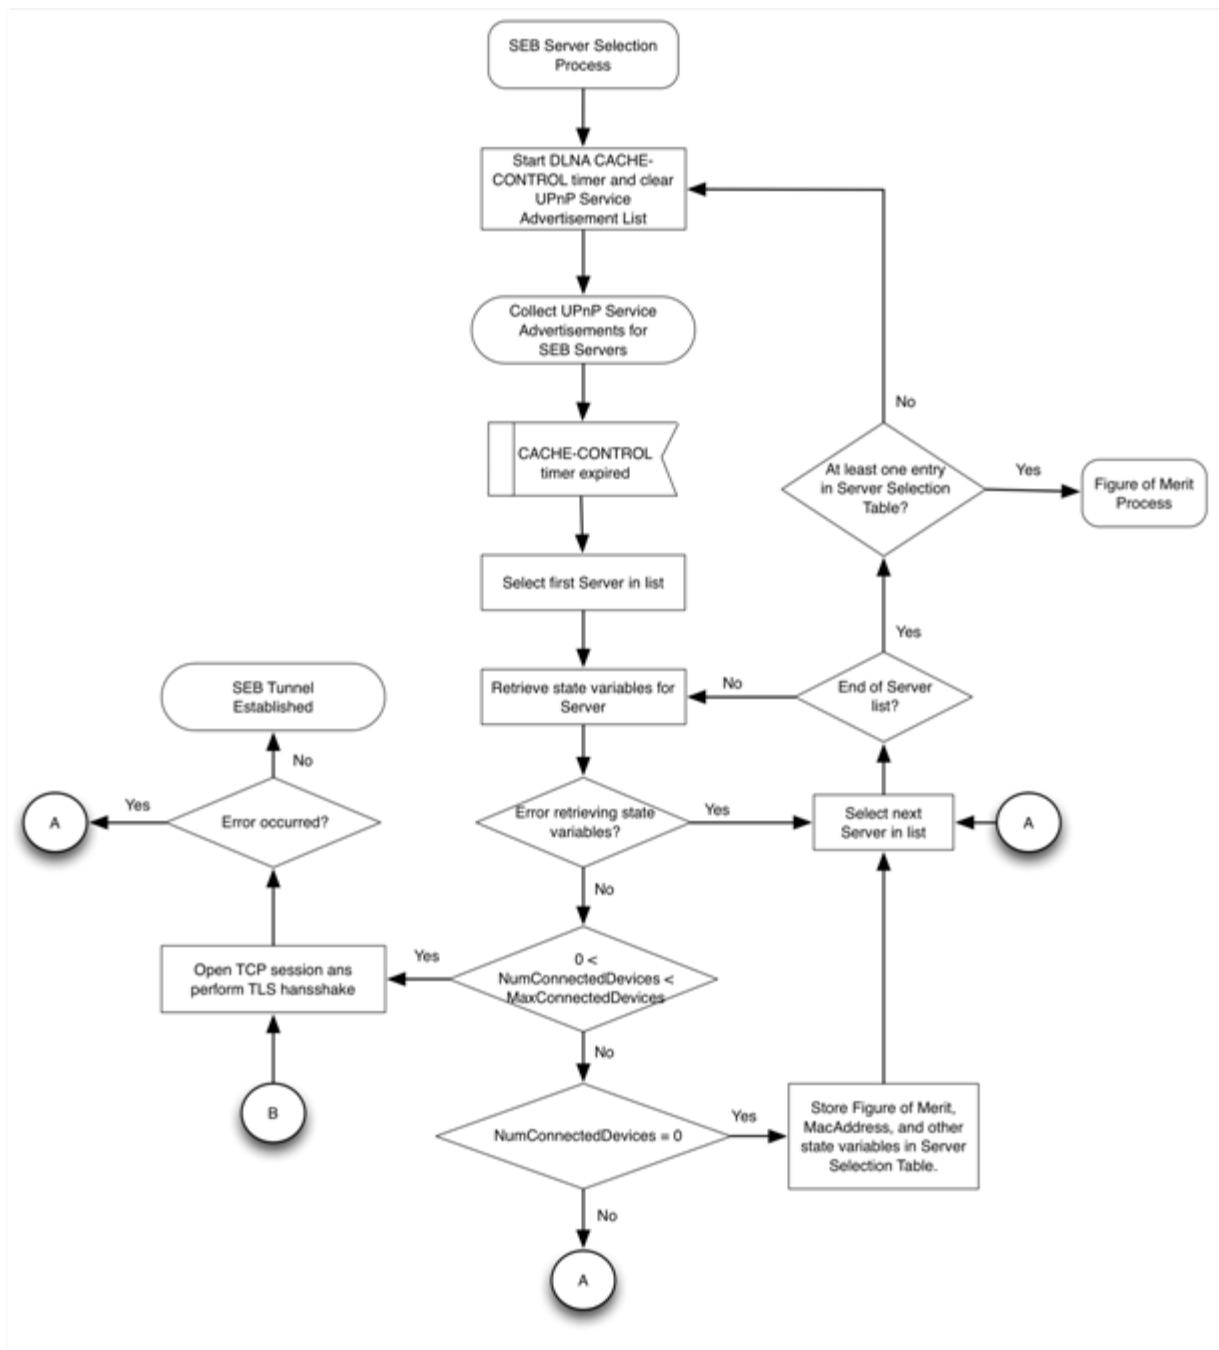 SEB Server Selection
Process
Start DLNA CACHE-
CONTROL timer and clear
UPnP Service
Advertisement List
Collect UPnP Service
Advertisements for
SEB Servers
No
CACHE-CONTROL
timer expired
At least one entry
in Server Selection
Table?
Yes
Figure of Merit
Process
Select first Server in list
Yes
SEB Tunnel
Established
Retrieve state variables for
Server
No
End of Server
list?
No
Yes
A
Error occurred?
Error retrieving state
variables?
Yes
Select next
Server in list
A
No
Yes
Open TCP session ans
perform TLS hansshake
0 <
NumConnectedDevices <
MaxConnectedDevices
No
B
NumConnectedDevices = 0
Yes
Store Figure of Merit,
MacAddress, and other
state variables in Server
Selection Table.
No
A